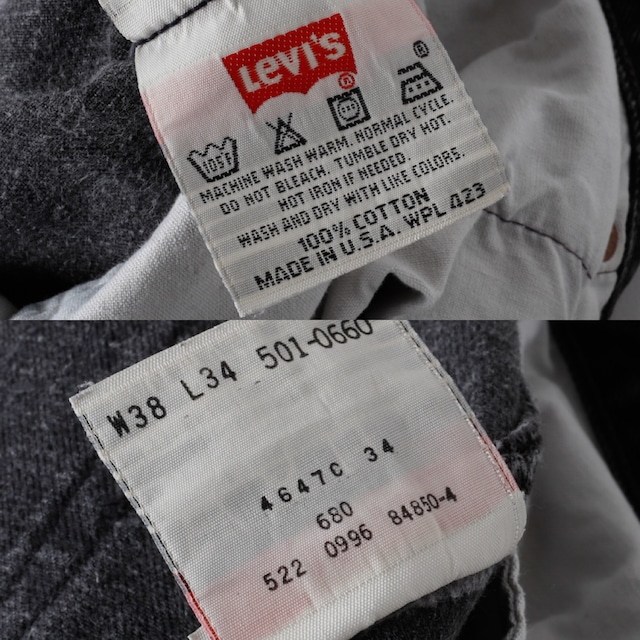 LEVI'S
®
®
105
MACHINE WASH WARM. NORMAL CYCLE.
DO NOT BLEACH. TUMBLE DRY HOT.
HOT IRON IF NEEDED.
WASH AND DRY WITH LIKE COLORS.
100% COTTON
MADE IN U.S.A. WPL 423
W38 L34 501-0660
4647C 34
680
522 0996 84850-4